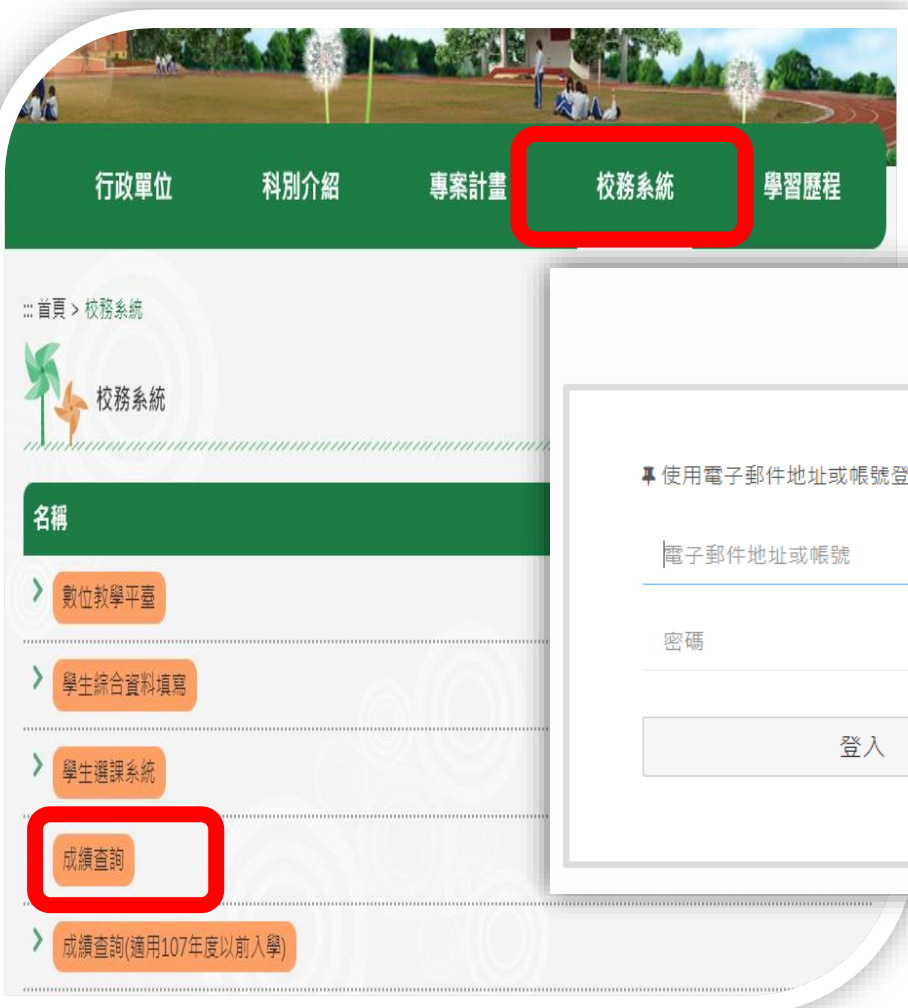 行政單位 科別介紹 專案計畫 校務系統 學習歷程
::: 首頁 > 校務系統
校務系統
名稱
數位教學平臺
學生綜合資料填寫
學生選課系統
成績查詢
成績查詢(適用107年度以前入學)
使用電子郵件地址或帳號登
電子郵件地址或帳號
密碼
登入